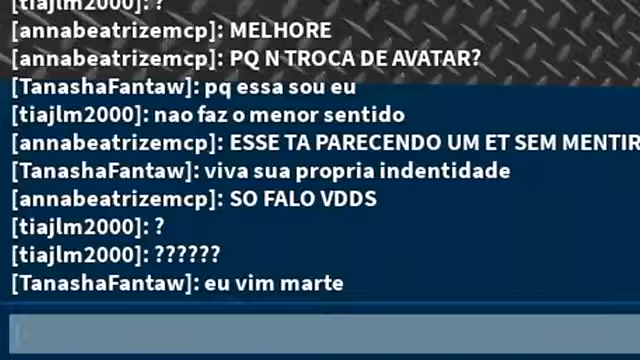 [tiajlm2000]: ?
[annabeatrizemcp]: MELHORE
[annabeatrizemcp]: PQ N TROCA DE AVATAR?
[TanashaFantaw]: pq essa sou eu
[tiajlm2000]: nao faz o menor sentido
[annabeatrizemcp]: ESSE TA PARECENDO UM ET SEM MENTIR
[TanashaFantaw]: viva sua propria indentidade
[annabeatrizemcp]: SO FALO VDDS
[tiajlm2000]: ?
[tiajlm2000]: ??????
[TanashaFantaw]: eu vim marte